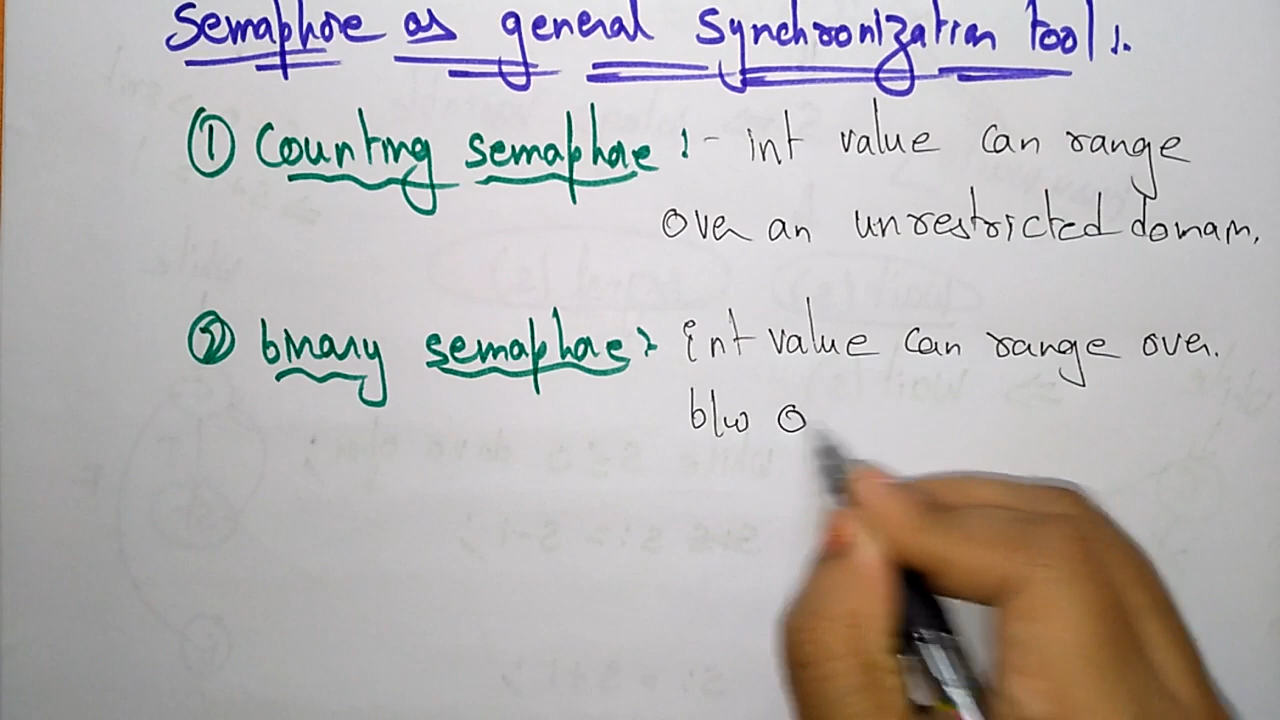 Semaphore as general synchronization tool :.
① Counting semaphore :- int value can range
over an unrestricted domain.
② binary semaphore : int value can range over.
b/w 0